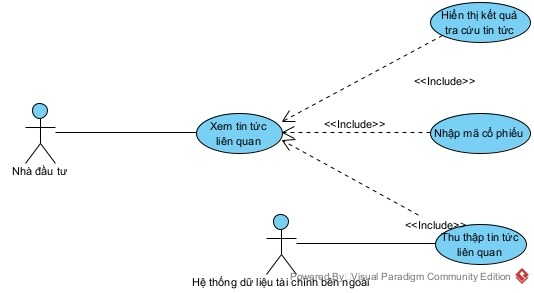 Hiển thị kết quả
tra cứu tin tức
<<Include>>
Xem tin tức
liên quan
<<Include>>
Nhập mã cổ phiếu
Nhà đầu tư
<<Include>>
Thu thập tin tức
liên quan
Hệ thống dữ liệu tài chính bên ngoài
Powered By: Visual Paradigm Community Edition